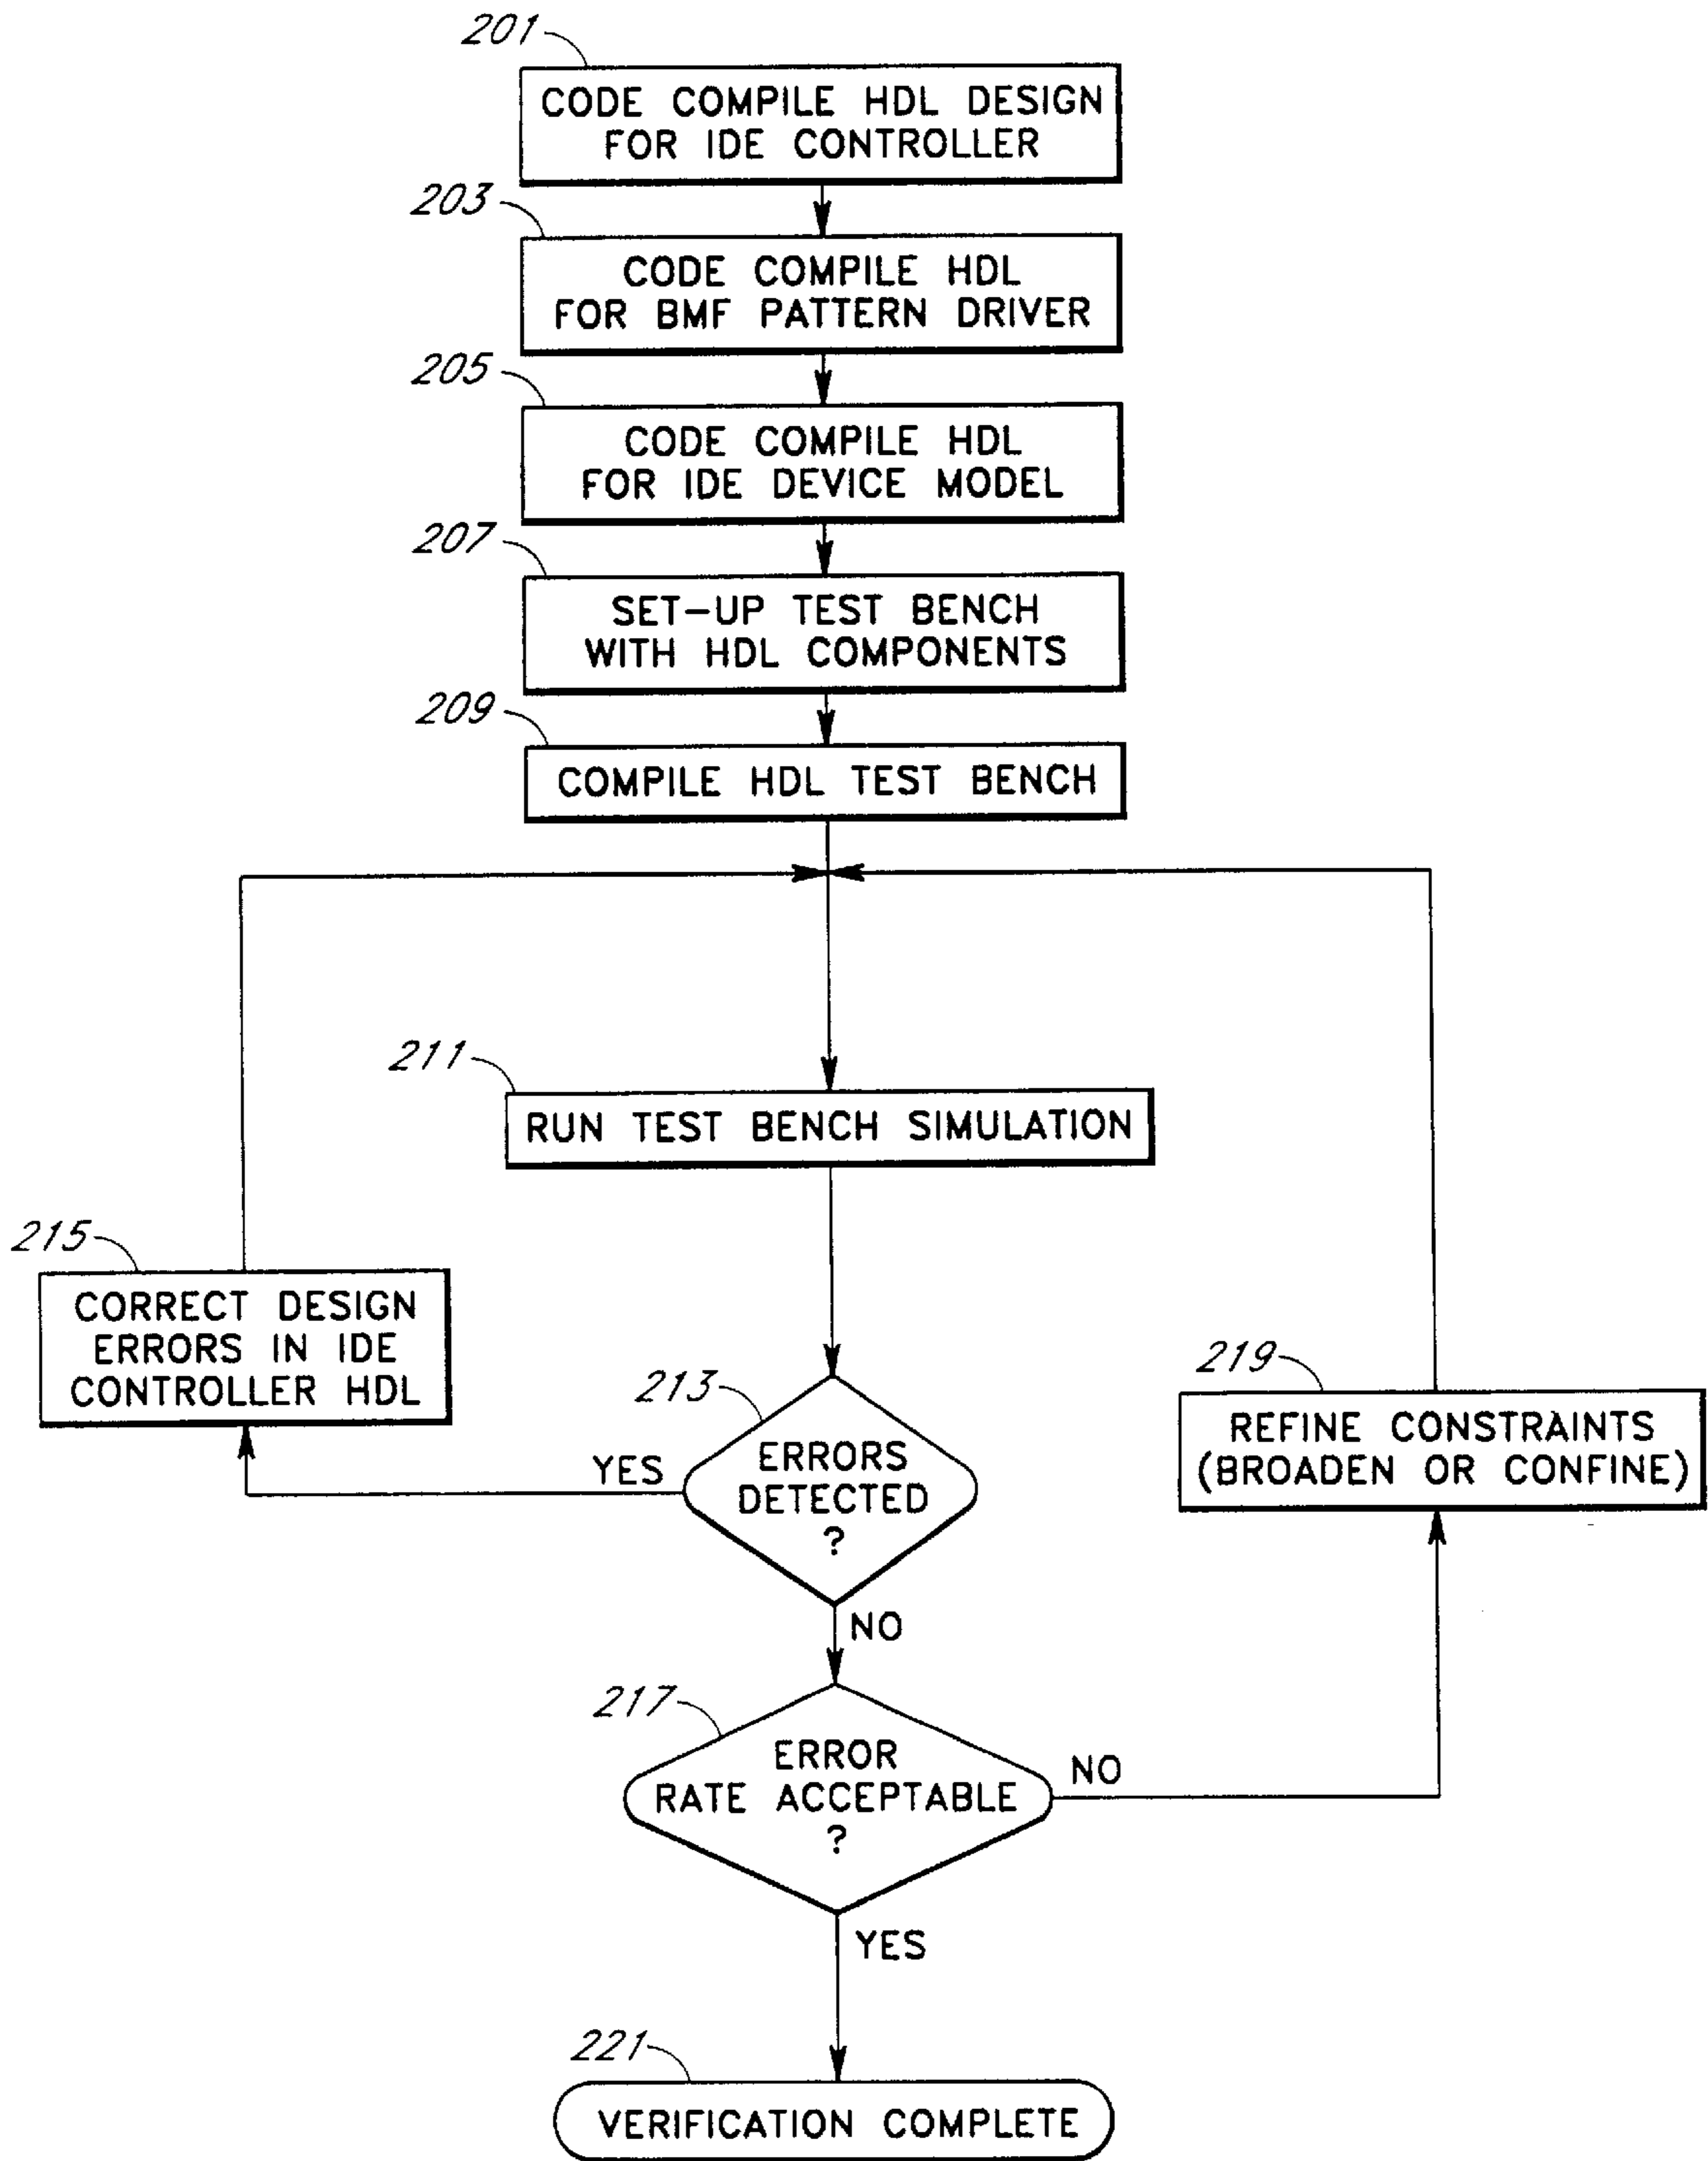 201
CODE COMPILE HDL DESIGN
FOR IDE CONTROLLER
203
CODE COMPILE HDL
FOR BMF PATTERN DRIVER
205
CODE COMPILE HDL
FOR IDE DEVICE MODEL
207
SET-UP TEST BENCH
WITH HDL COMPONENTS
209
COMPILE HDL TEST BENCH
211
RUN TEST BENCH SIMULATION
215
CORRECT DESIGN
ERRORS IN IDE
CONTROLLER HDL
213
ERRORS
DETECTED
?
YES
NO
219
REFINE CONSTRAINTS
(BROADEN OR CONFINE)
217
ERROR
RATE ACCEPTABLE
?
NO
YES
221
VERIFICATION COMPLETE